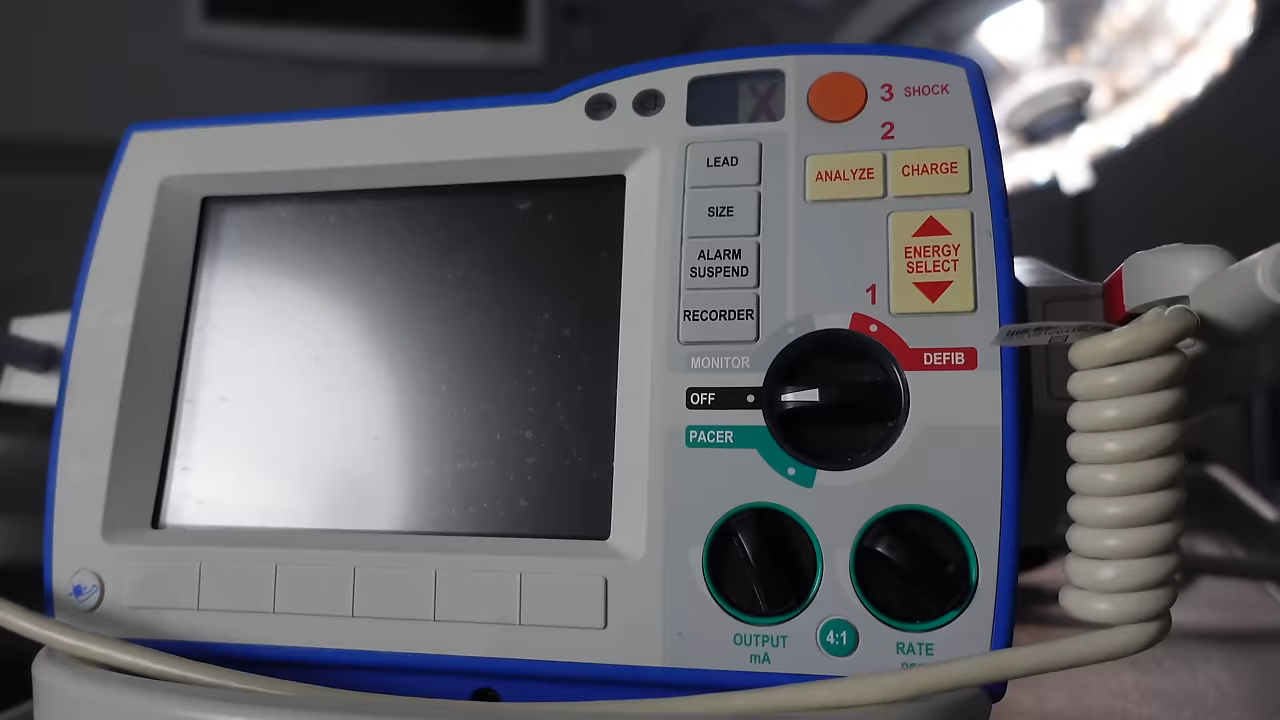 X
3 SHOCK
2
LEAD
SIZE
ALARM
SUSPEND
RECORDER
ANALYZE
CHARGE
ENERGY
SELECT
1
MONITOR
DEFIB
OFF
PACER
OUTPUT
mA
4:1
RATE